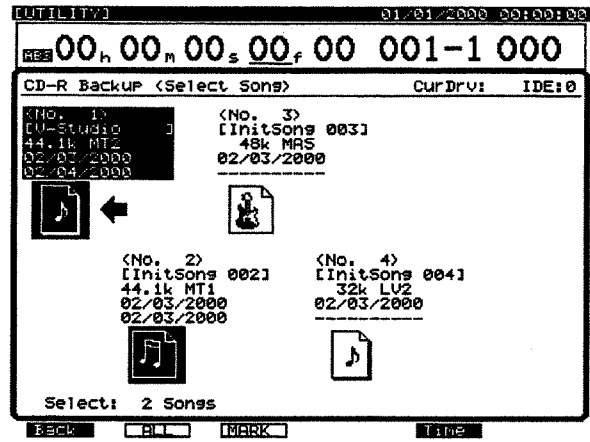 [UTILITY] 01/01/2000 00:00:00
00h 00m 00s 00f 00 001-1 000
CD-R Backup <Select Song> CurDrv: IDE:0
<No. 1>
[V-Studio ]
44.1k MT2
02/03/2000
02/04/2000
<No. 3>
[InitSong 003]
48k MAS
02/03/2000
----------
<No. 2>
[InitSong 002]
44.1k MT1
02/03/2000
02/03/2000
<No. 4>
[InitSong 004]
32k LV2
02/03/2000
----------
Select: 2 Songs
Back ALL MARK Time